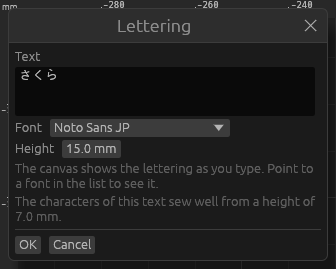 mm
-280
-260
-240
Lettering
Text
さくら
Font Noto Sans JP
Height 15.0 mm
The canvas shows the lettering as you type. Point to
a font in the list to see it.
The characters of this text sew well from a height of
7.0 mm.
OK Cancel